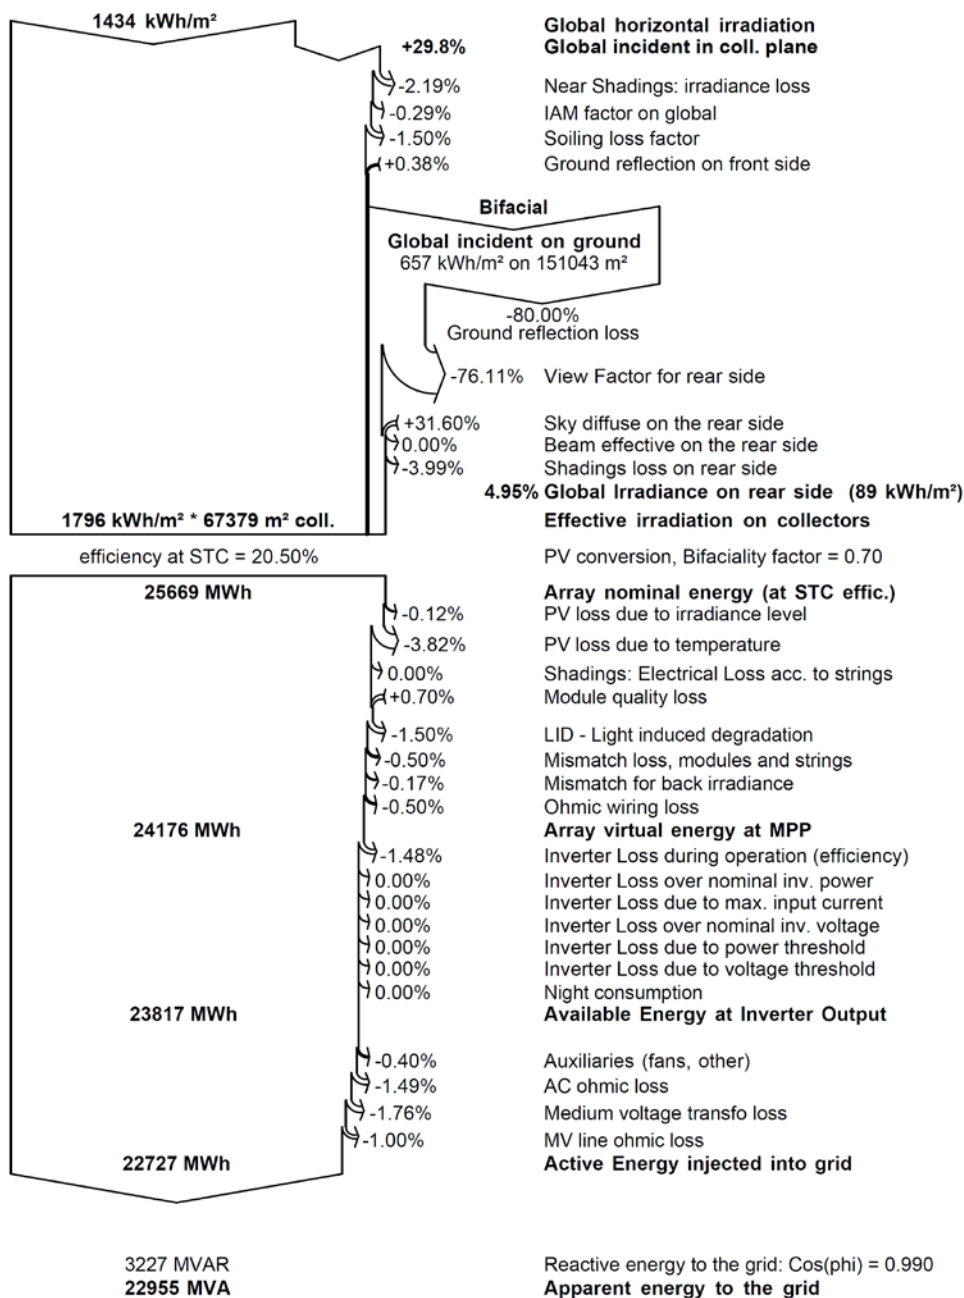 1434 kWh/m² Global horizontal irradiation
+29.8% Global incident in coll. plane
-2.19% Near Shadings: irradiance loss
-0.29% IAM factor on global
-1.50% Soiling loss factor
+0.38% Ground reflection on front side
Bifacial
Global incident on ground
657 kWh/m² on 151043 m²
-80.00%
Ground reflection loss
-76.11% View Factor for rear side
+31.60% Sky diffuse on the rear side
0.00% Beam effective on the rear side
-3.99% Shadings loss on rear side
4.95% Global Irradiance on rear side (89 kWh/m²)
1796 kWh/m² * 67379 m² coll. Effective irradiation on collectors
efficiency at STC = 20.50% PV conversion, Bifaciality factor = 0.70
25669 MWh Array nominal energy (at STC effic.)
-0.12% PV loss due to irradiance level
-3.82% PV loss due to temperature
0.00% Shadings: Electrical Loss acc. to strings
+0.70% Module quality loss
-1.50% LID - Light induced degradation
-0.50% Mismatch loss, modules and strings
-0.17% Mismatch for back irradiance
-0.50% Ohmic wiring loss
24176 MWh Array virtual energy at MPP
-1.48% Inverter Loss during operation (efficiency)
0.00% Inverter Loss over nominal inv. power
0.00% Inverter Loss due to max. input current
0.00% Inverter Loss over nominal inv. voltage
0.00% Inverter Loss due to power threshold
0.00% Inverter Loss due to voltage threshold
0.00% Night consumption
23817 MWh Available Energy at Inverter Output
-0.40% Auxiliaries (fans, other)
-1.49% AC ohmic loss
-1.76% Medium voltage transfo loss
-1.00% MV line ohmic loss
22727 MWh Active Energy injected into grid
3227 MVAR Reactive energy to the grid: Cos(phi) = 0.990
22955 MVA Apparent energy to the grid